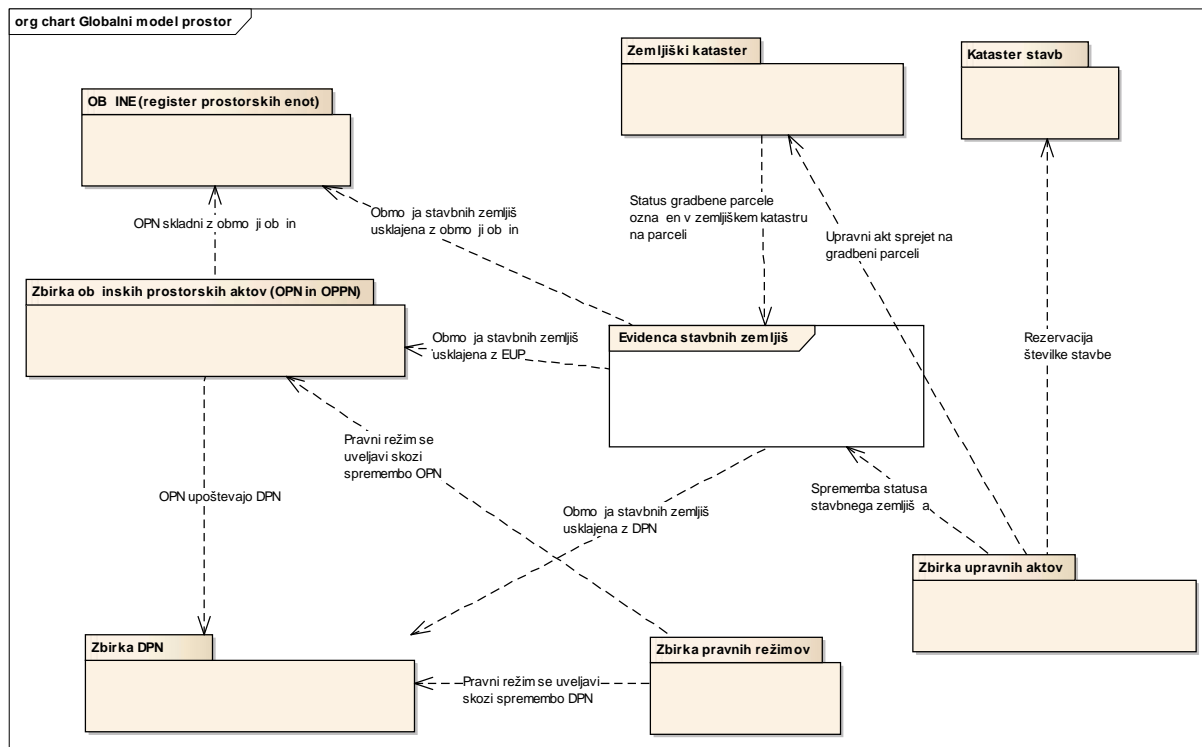 org chart Globalni model prostor
Zemljiški kataster
Kataster stavb
OB INE (register prostorskih enot)
Status gradbene parcele
ozna en v zemljiškem katastru
na parceli
OPN skladni z obmo ji ob in
Obmo ja stavbnih zemljiš
usklajena z obmo ji ob in
Upravni akt sprejet na
gradbeni parceli
Zbirka ob inskih prostorskih aktov (OPN in OPPN)
Obmo ja stavbnih zemljiš
usklajena z EUP
Evidenca stavbnih zemljiš
Rezervacija
številke stavbe
Pravni režim se
uveljavi skozi
spremembo OPN
OPN upoštevajo DPN
Obmo ja stavbnih zemljiš
usklajena z DPN
Sprememba statusa
stavbnega zemljiš a
Zbirka upravnih aktov
Zbirka DPN
Zbirka pravnih režimov
Pravni režim se uveljavi
skozi spremembo DPN